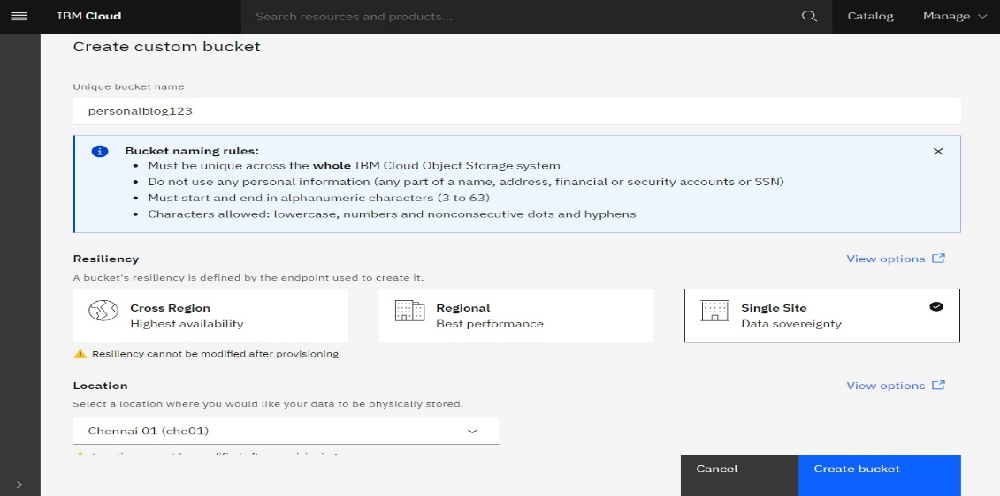 IBM Cloud
Search resources and products...
Catalog
Manage
Create custom bucket
Unique bucket name
personalblog123
Bucket naming rules:
• Must be unique across the whole IBM Cloud Object Storage system
• Do not use any personal information (any part of a name, address, financial or security accounts or SSN)
• Must start and end in alphanumeric characters (3 to 63)
• Characters allowed: lowercase, numbers and nonconsecutive dots and hyphens
Resiliency
View options
A bucket's resiliency is defined by the endpoint used to create it.
Cross Region
Highest availability
Regional
Best performance
Single Site
Data sovereignty
Resiliency cannot be modified after provisioning
Location
View options
Select a location where you would like your data to be physically stored.
Chennai 01 (che01)
Cancel
Create bucket